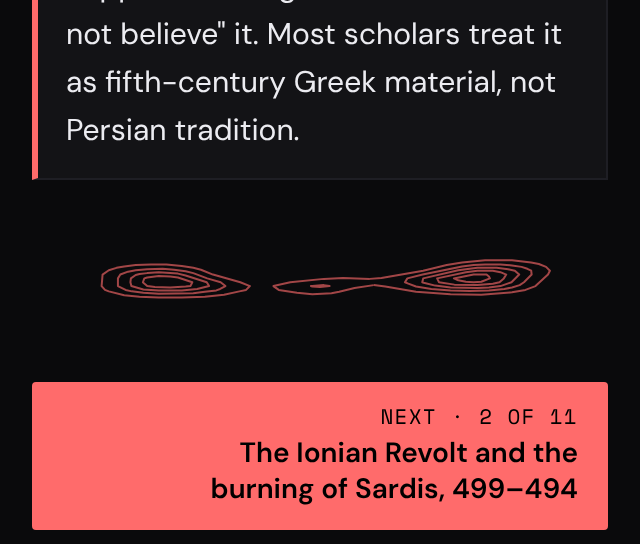 not believe" it. Most scholars treat it
as fifth-century Greek material, not
Persian tradition.
NEXT · 2 OF 11
The Ionian Revolt and the
burning of Sardis, 499–494